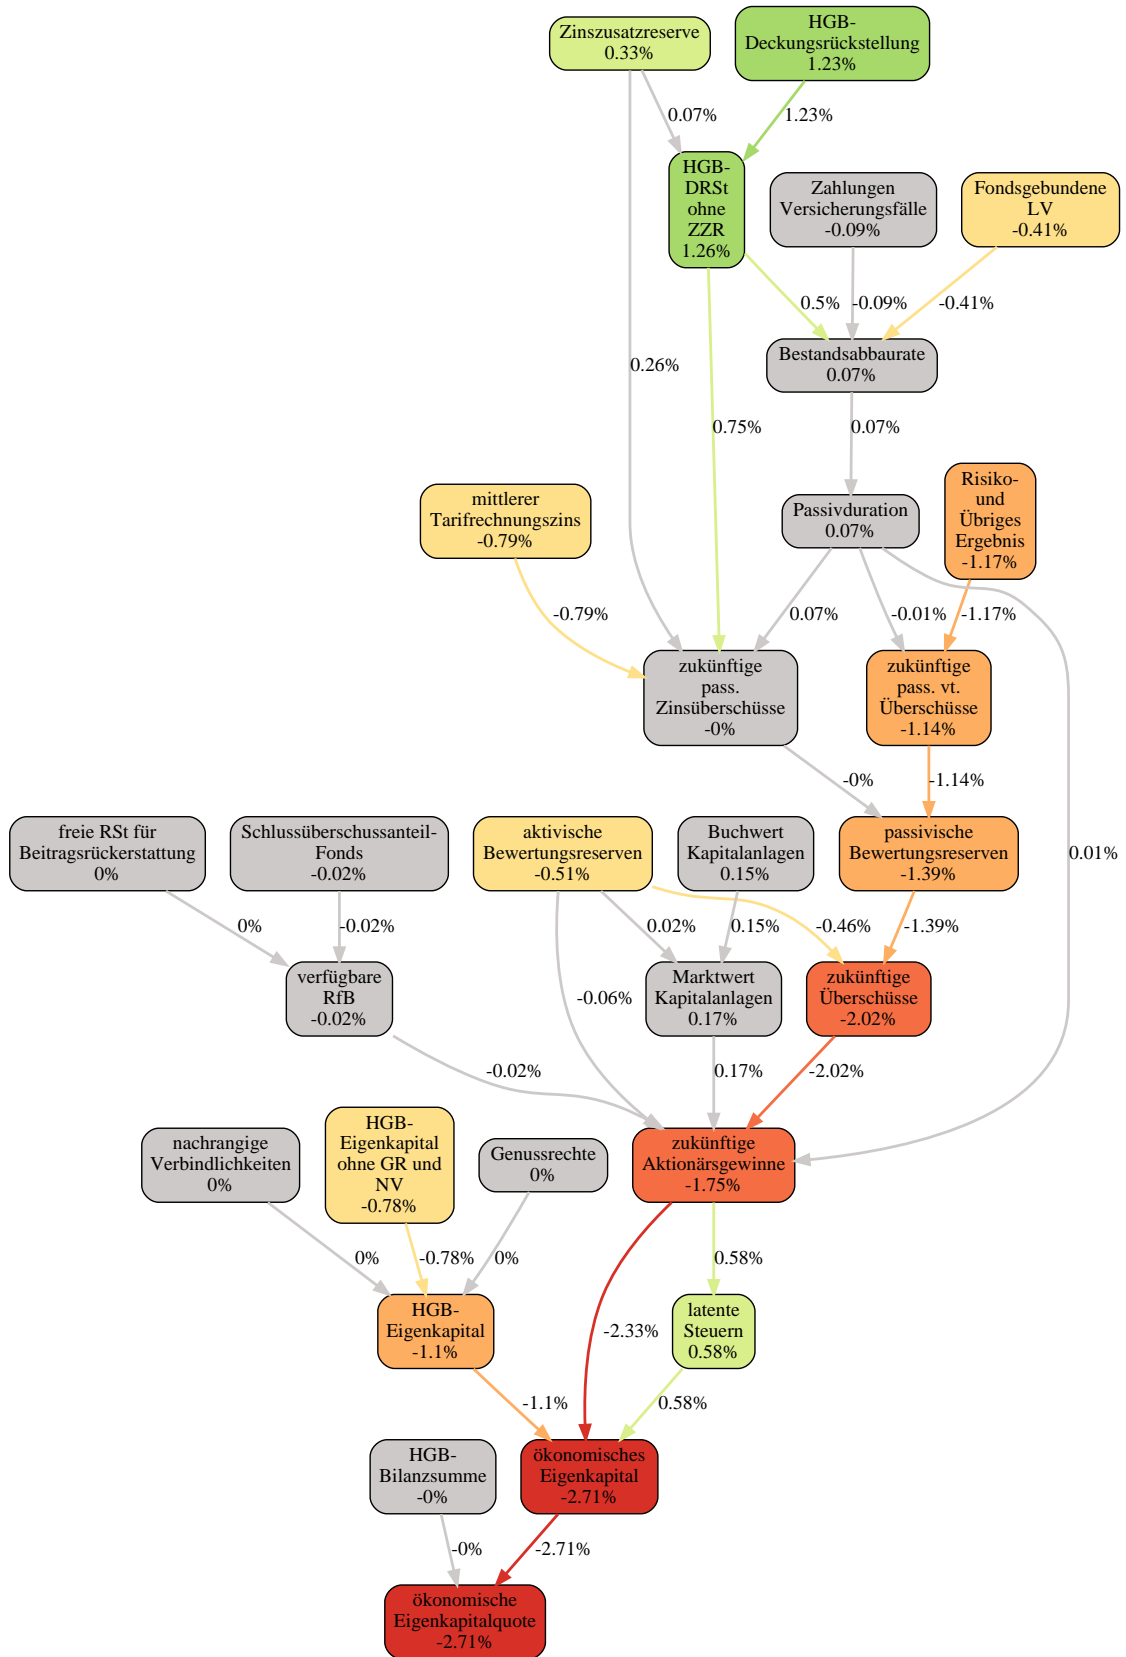 Zinszusatzreserve
0.33%
HGB-
Deckungsrückstellung
1.23%
0.07%
1.23%
HGB-
DRSt
ohne
ZZR
1.26%
Zahlungen
Versicherungsfälle
-0.09%
Fondsgebundene
LV
-0.41%
0.5%
-0.09%
-0.41%
Bestandsabbaurate
0.07%
0.26%
0.75%
0.07%
mittlerer
Tarifrechnungszins
-0.79%
Passivduration
0.07%
Risiko-
und
Übriges
Ergebnis
-1.17%
-0.79%
0.07%
-0.01%
-1.17%
zukünftige
pass.
Zinsüberschüsse
-0%
zukünftige
pass. vt.
Überschüsse
-1.14%
-0%
-1.14%
freie RSt für
Beitragsrückerstattung
0%
Schlussüberschussanteil-
Fonds
-0.02%
aktivische
Bewertungsreserven
-0.51%
Buchwert
Kapitalanlagen
0.15%
passivische
Bewertungsreserven
-1.39%
0.01%
0%
-0.02%
0.02%
0.15%
-0.46%
-1.39%
verfügbare
RfB
-0.02%
-0.06%
Marktwert
Kapitalanlagen
0.17%
zukünftige
Überschüsse
-2.02%
-0.02%
0.17%
-2.02%
nachrangige
Verbindlichkeiten
0%
HGB-
Eigenkapital
ohne GR und
NV
-0.78%
Genussrechte
0%
zukünftige
Aktionärsgewinne
-1.75%
0%
-0.78%
0%
0.58%
HGB-
Eigenkapital
-1.1%
-2.33%
latente
Steuern
0.58%
-1.1%
0.58%
HGB-
Bilanzsumme
-0%
ökonomisches
Eigenkapital
-2.71%
-0%
-2.71%
ökonomische
Eigenkapitalquote
-2.71%